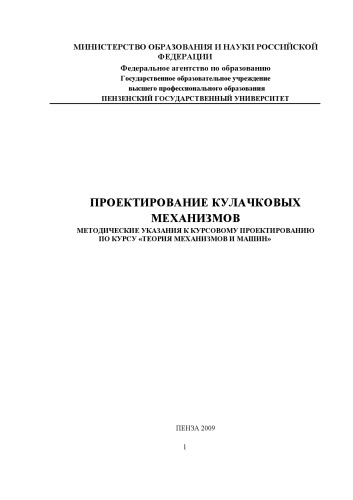 МИНИСТЕРСТВО ОБРАЗОВАНИЯ И НАУКИ РОССИЙСКОЙ
ФЕДЕРАЦИИ
Федеральное агентство по образованию
Государственное образовательное учреждение
высшего профессионального образования
ПЕНЗЕНСКИЙ ГОСУДАРСТВЕННЫЙ УНИВЕРСИТЕТ
ПРОЕКТИРОВАНИЕ КУЛАЧКОВЫХ
МЕХАНИЗМОВ
МЕТОДИЧЕСКИЕ УКАЗАНИЯ К КУРСОВОМУ ПРОЕКТИРОВАНИЮ
ПО КУРСУ «ТЕОРИЯ МЕХАНИЗМОВ И МАШИН»
ПЕНЗА 2009
1